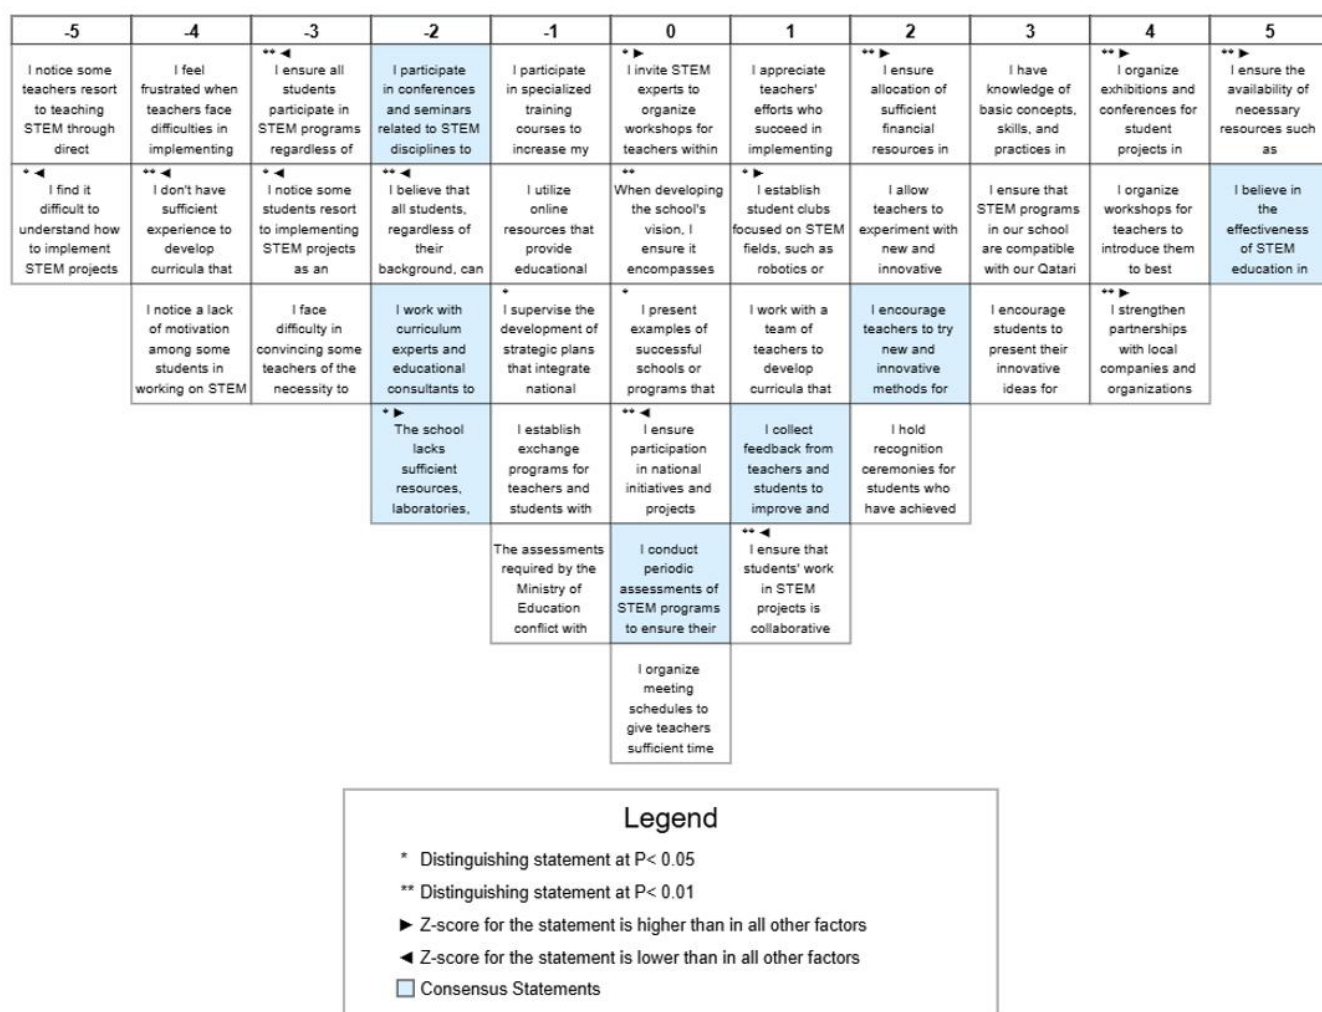 -5
-4
-3
-2
-1
0
1
2
3
4
5
I notice some
teachers resort
to teaching
STEM through
direct
I feel
frustrated when
teachers face
difficulties in
implementing
** ◄
I ensure all
students
participate in
STEM programs
regardless of
I participate
in conferences
and seminars
related to STEM
disciplines to
I participate
in specialized
training
courses to
increase my
* ►
I invite STEM
experts to
organize
workshops for
teachers within
I appreciate
teachers'
efforts who
succeed in
implementing
** ►
I ensure
allocation of
sufficient
financial
resources in
I have
knowledge of
basic concepts,
skills, and
practices in
** ►
I organize
exhibitions and
conferences for
student
projects in
** ►
I ensure the
availability of
necessary
resources such
as
* ◄
I find it
difficult to
understand how
to implement
STEM projects
** ◄
I don't have
sufficient
experience to
develop
curricula that
* ◄
I notice some
students resort
to implementing
STEM projects
as an
** ◄
I believe that
all students,
regardless of
their
background, can
I utilize
online
resources that
provide
educational
**
When developing
the school's
vision, I
ensure it
encompasses
* ►
I establish
student clubs
focused on STEM
fields, such as
robotics or
I allow
teachers to
experiment with
new and
innovative
I ensure that
STEM programs
in our school
are compatible
with our Qatari
I organize
workshops for
teachers to
introduce them
to best
I believe in
the
effectiveness
of STEM
education in
I notice a lack
of motivation
among some
students in
working on STEM
I face
difficulty in
convincing some
teachers of the
necessity to
I work with
curriculum
experts and
educational
consultants to
*
I supervise the
development of
strategic plans
that integrate
national
*
I present
examples of
successful
schools or
programs that
I work with a
team of
teachers to
develop
curricula that
I encourage
teachers to try
new and
innovative
methods for
I encourage
students to
present their
innovative
ideas for
** ►
I strengthen
partnerships
with local
companies and
organizations
* ►
The school
lacks
sufficient
resources,
laboratories,
I establish
exchange
programs for
teachers and
students with
** ◄
I ensure
participation
in national
initiatives and
projects
I collect
feedback from
teachers and
students to
improve and
I hold
recognition
ceremonies for
students who
have achieved
The assessments
required by the
Ministry of
Education
conflict with
I conduct
periodic
assessments of
STEM programs
to ensure their
** ◄
I ensure that
students' work
in STEM
projects is
collaborative
I organize
meeting
schedules to
give teachers
sufficient time
Legend
* Distinguishing statement at P< 0.05
** Distinguishing statement at P< 0.01
► Z-score for the statement is higher than in all other factors
◄ Z-score for the statement is lower than in all other factors
Consensus Statements